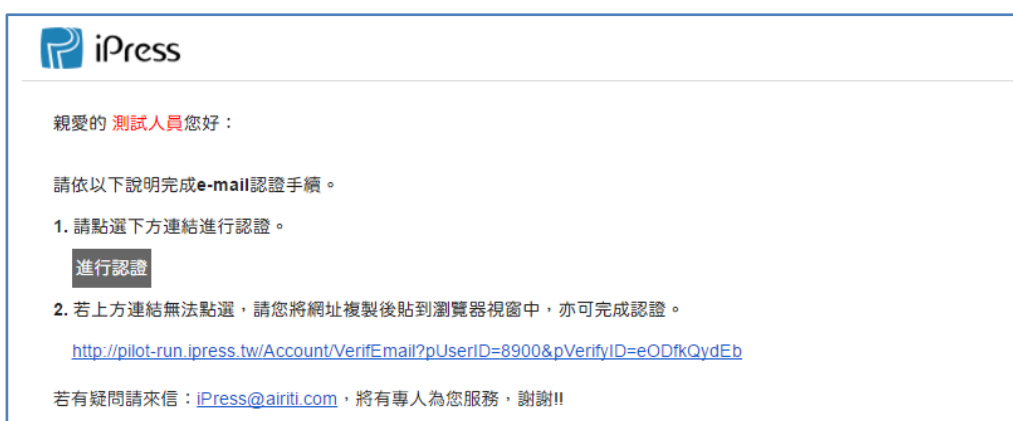 iPress
親愛的 測試人員您好：
請依以下說明完成e-mail認證手續。
1. 請點選下方連結進行認證。
進行認證
2. 若上方連結無法點選，請您將網址複製後貼到瀏覽器視窗中，亦可完成認證。
http://pilot-run.ipress.tw/Account/VerifEmail?pUserID=8900&pVerifyID=eODfkQydEb
若有疑問請來信：iPress@airiti.com，將有專人為您服務，謝謝!!